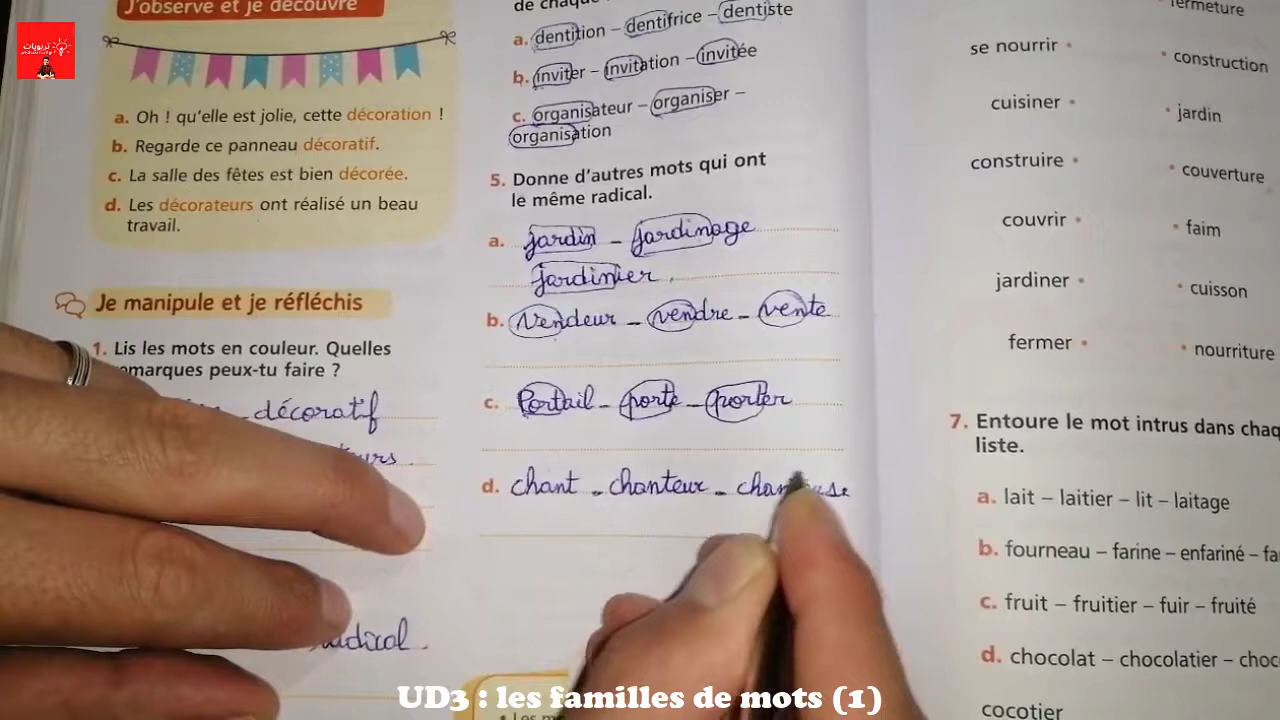 تربويات
J'observe et je découvre
a. Oh ! qu'elle est jolie, cette décoration !
b. Regarde ce panneau décoratif.
c. La salle des fêtes est bien décorée.
d. Les décorateurs ont réalisé un beau
travail.
Je manipule et je réfléchis
1. Lis les mots en couleur. Quelles
remarques peux-tu faire ?
décoratif
radical.
de chaque
a. dentition – dentifrice – dentiste
b. inviter – invitation – invitée
c. organisateur – organiser –
organisation
5. Donne d'autres mots qui ont
le même radical.
a. jardin – jardinage
jardinier.
b. vendeur – vendre – vente
c. Portail – porte – porter
d. chant – chanteur – chanteuse
fermeture
se nourrir • • construction
cuisiner • • jardin
construire • • couverture
couvrir • • faim
jardiner • • cuisson
fermer • • nourriture
7. Entoure le mot intrus dans chaq
liste.
a. lait – laitier – lit – laitage
b. fourneau – farine – enfariné – fa
c. fruit – fruitier – fuir – fruité
d. chocolat – chocolatier – choc
cocotier
UD3 : les familles de mots (1)